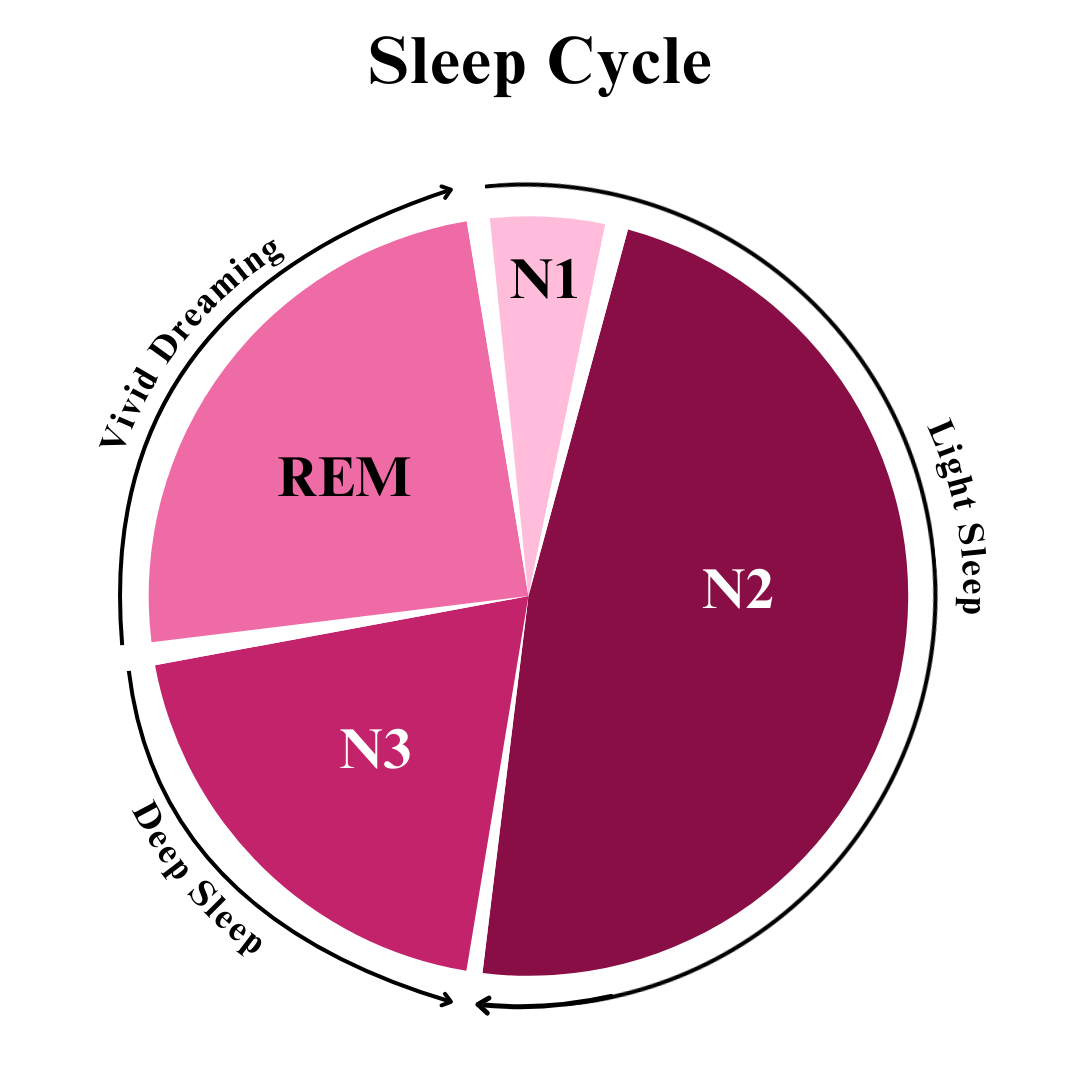 Sleep Cycle
Vivid Dreaming
N1
REM
Light Sleep
N2
N3
Deep Sleep